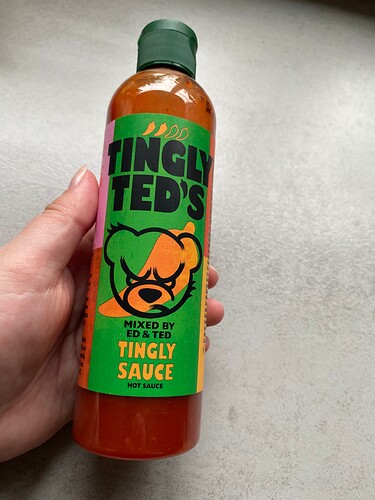 TINGLY
TED'S
MIXED BY
ED & TED
TINGLY
SAUCE
HOT SAUCE